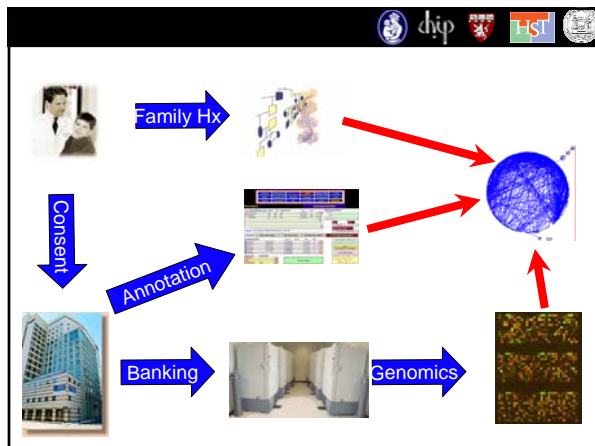 chip
HST
Family Hx
Consent
Annotation
Banking
Genomics